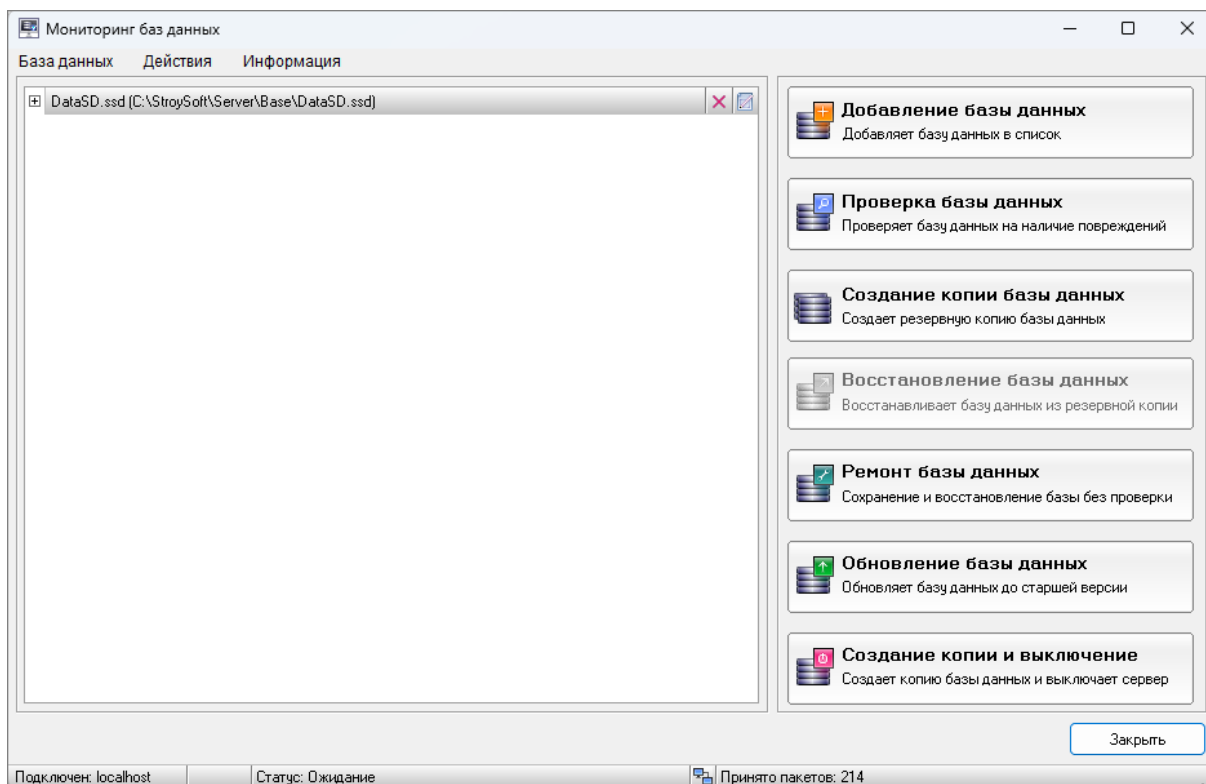 Мониторинг баз данных
База данных Действия Информация
DataSD.ssd (C:\StroySoft\Server\Base\DataSD.ssd)
Добавление базы данных
Добавляет базу данных в список
Проверка базы данных
Проверяет базу данных на наличие повреждений
Создание копии базы данных
Создает резервную копию базы данных
Восстановление базы данных
Восстанавливает базу данных из резервной копии
Ремонт базы данных
Сохранение и восстановление базы без проверки
Обновление базы данных
Обновляет базу данных до старшей версии
Создание копии и выключение
Создает копию базы данных и выключает сервер
Закрыть
Подключен: localhost Статус: Ожидание Принято пакетов: 214